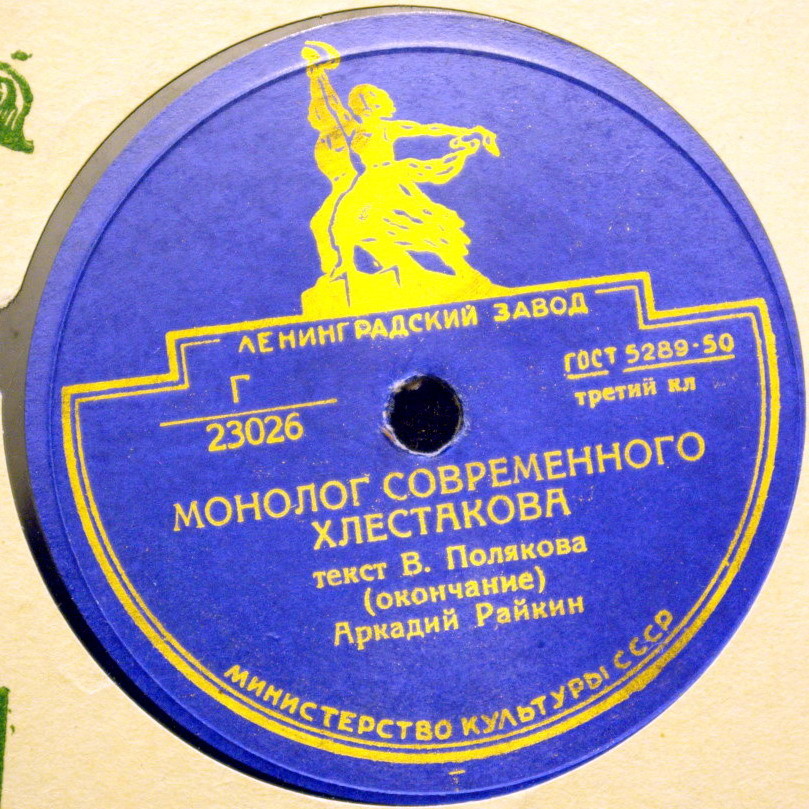 ЛЕНИНГРАДСКИЙ ЗАВОД
Г
23026
ГОСТ 5289-50
третий кл
МОНОЛОГ СОВРЕМЕННОГО
ХЛЕСТАКОВА
текст В. Полякова
(окончание)
Аркадий Райкин
МИНИСТЕРСТВО КУЛЬТУРЫ СССР